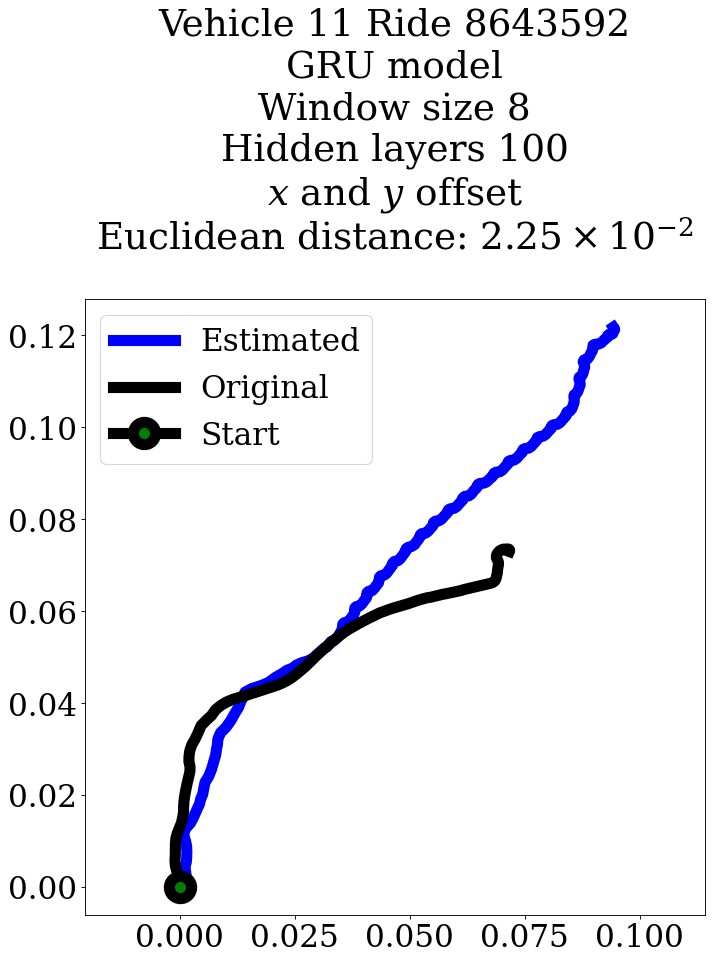 Vehicle 11 Ride 8643592
GRU model
Window size 8
Hidden layers 100
x and y offset
Euclidean distance: 2.25 × 10⁻²
Estimated
Original
Start
0.12
0.10
0.08
0.06
0.04
0.02
0.00
0.000 0.025 0.050 0.075 0.100